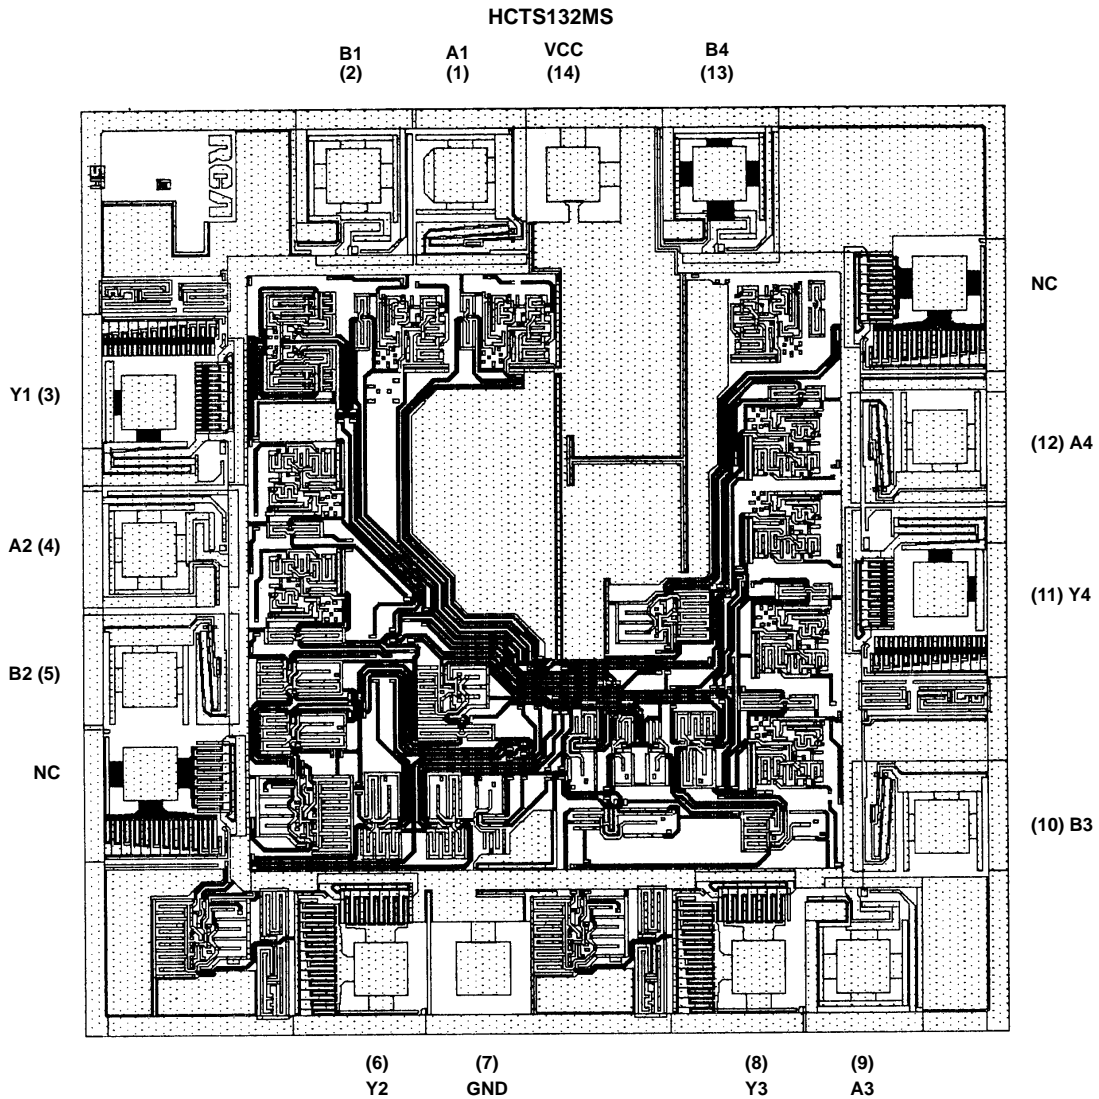 HCTS132MS
B1 A1 VCC B4
(2) (1) (14) (13)
RCA
NC
Y1 (3)
(12) A4
A2 (4)
(11) Y4
B2 (5)
NC
(10) B3
(6) (7) (8) (9)
Y2 GND Y3 A3